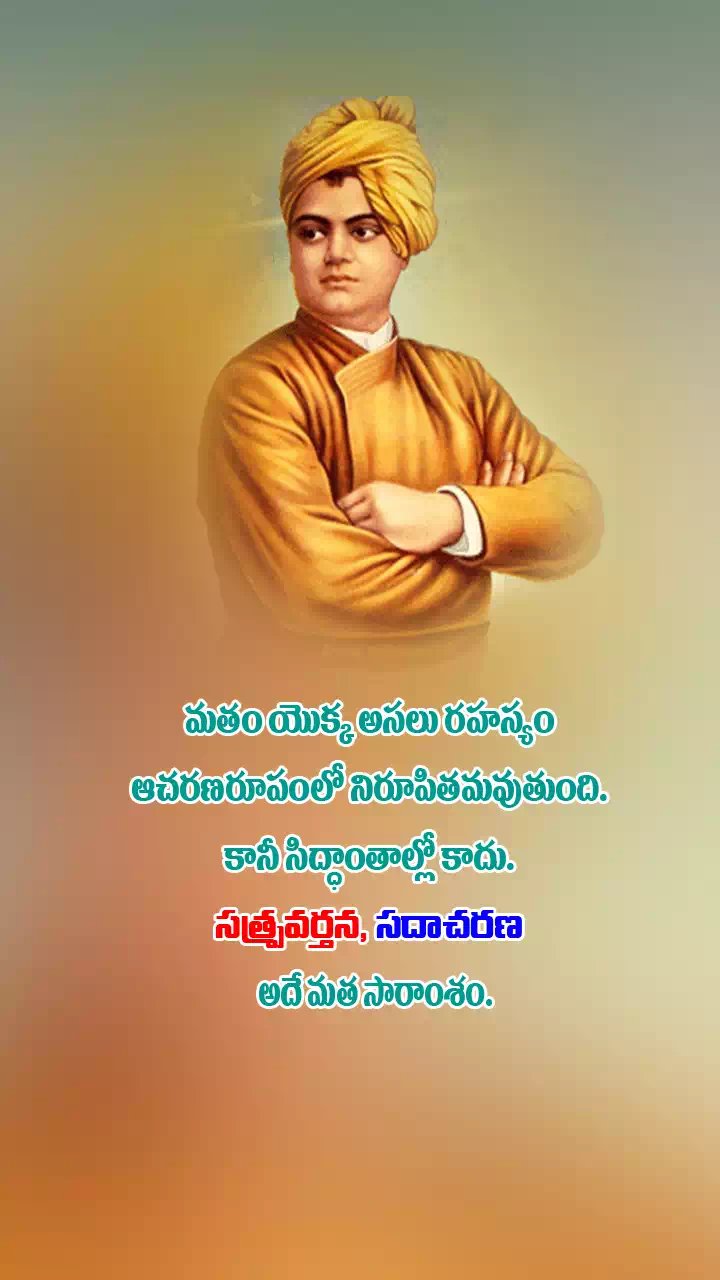 మతం యొక్క అసలు రహస్యం
ఆచరణరూపంలో నిరూపితమవుతుంది.
కానీ సిద్ధాంతాల్లో కాదు.
సత్ప్రవర్తన, సదాచరణ
అదే మత సారాంశం.